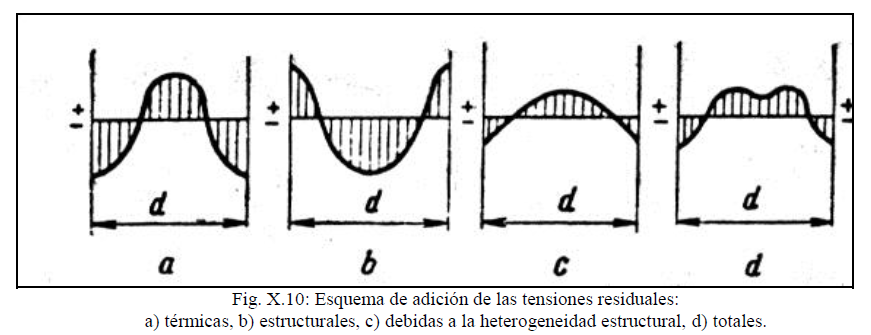 ± ± ± ± ±
d d d d
a b c d
Fig. X.10: Esquema de adición de las tensiones residuales:
a) térmicas, b) estructurales, c) debidas a la heterogeneidad estructural, d) totales.